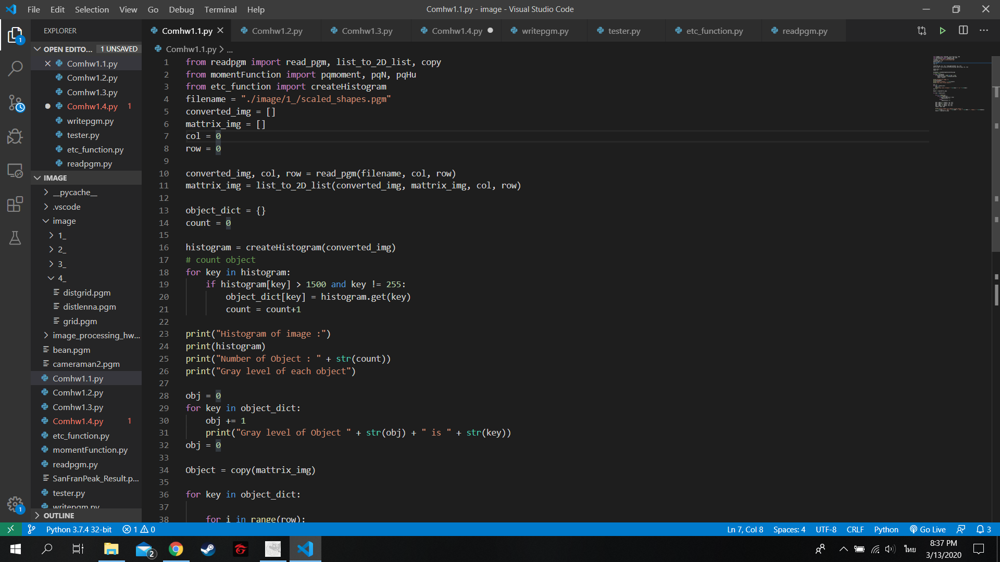 File Edit Selection View Go Debug Terminal Help
Comhw1.1.py - image - Visual Studio Code
EXPLORER
Comhw1.1.py Comhw1.2.py Comhw1.3.py Comhw1.4.py writepgm.py tester.py etc_function.py readpgm.py
OPEN EDITO... 1 UNSAVED
Comhw1.1.py
Comhw1.2.py
Comhw1.3.py
Comhw1.4.py 1
writepgm.py
tester.py
etc_function.py
readpgm.py
IMAGE
__pycache__
.vscode
image
1_
2_
3_
4_
distgrid.pgm
distlenna.pgm
grid.pgm
image_processing_hw...
bean.pgm
cameraman2.pgm
Comhw1.1.py
Comhw1.2.py
Comhw1.3.py
Comhw1.4.py 1
etc_function.py
momentFunction.py
readpgm.py
SanFranPeak_Result.p...
tester.py
writepgm.py
OUTLINE
1
1
Comhw1.1.py > ...
1 from readpgm import read_pgm, list_to_2D_list, copy
2 from momentFunction import pqmoment, pqN, pqHu
3 from etc_function import createHistogram
4 filename = "./image/1_/scaled_shapes.pgm"
5 converted_img = []
6 mattrix_img = []
7 col = 0
8 row = 0
9
10 converted_img, col, row = read_pgm(filename, col, row)
11 mattrix_img = list_to_2D_list(converted_img, mattrix_img, col, row)
12
13 object_dict = {}
14 count = 0
15
16 histogram = createHistogram(converted_img)
17 # count object
18 for key in histogram:
19 if histogram[key] > 1500 and key != 255:
20 object_dict[key] = histogram.get(key)
21 count = count+1
22
23 print("Histogram of image :")
24 print(histogram)
25 print("Number of Object : " + str(count))
26 print("Gray level of each object")
27
28 obj = 0
29 for key in object_dict:
30 obj += 1
31 print("Gray level of Object " + str(obj) + " is " + str(key))
32 obj = 0
33
34 Object = copy(mattrix_img)
35
36 for key in object_dict:
37
38 for i in range(row):
Python 3.7.4 32-bit 1 0
Ln 7, Col 8 Spaces: 4 UTF-8 CRLF Python Go Live 3
2
ไทย
8:37 PM
3/13/2020